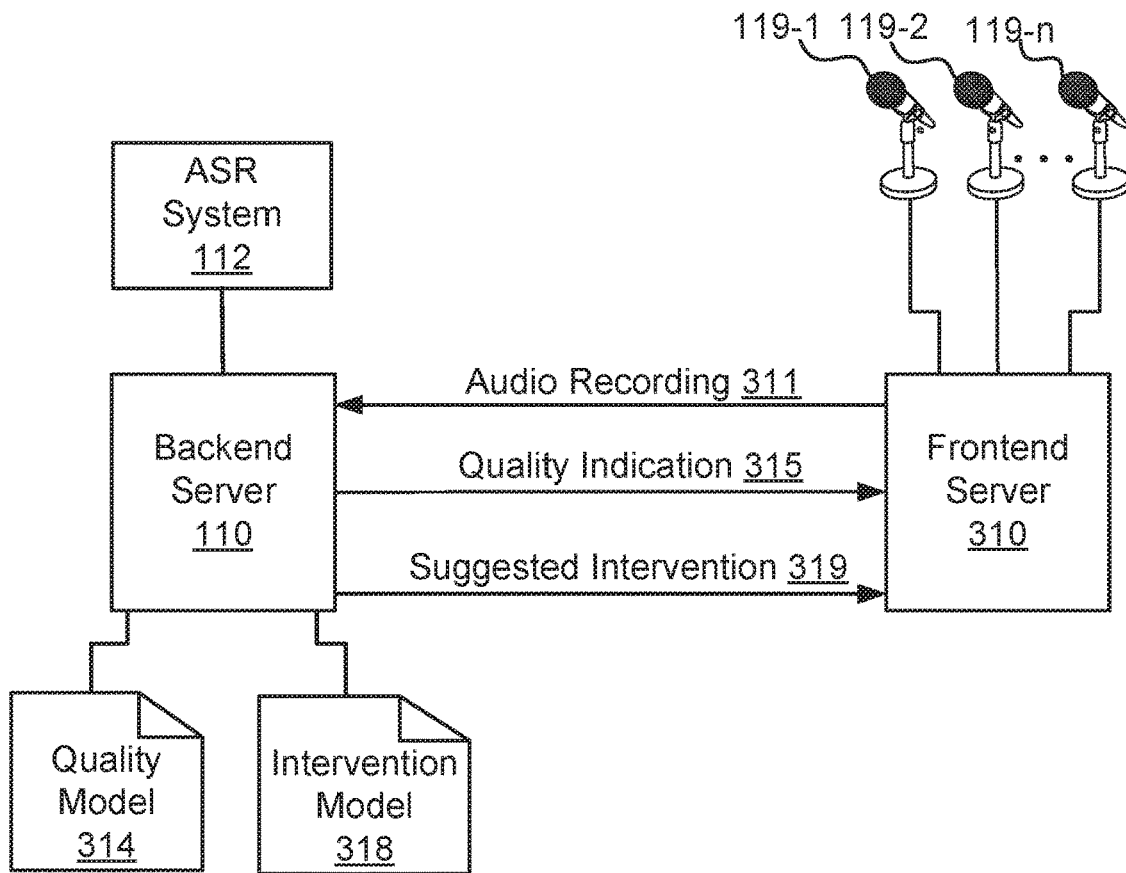 119-1 119-2 119-n
ASR
System
112
Audio Recording 311
Backend
Server
110
Quality Indication 315
Frontend
Server
310
Suggested Intervention 319
Quality
Model
314
Intervention
Model
318